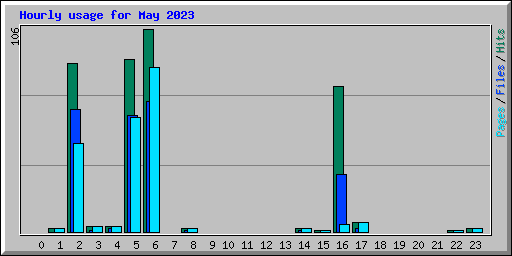 Hourly usage for May 2023
106
Pages / Files / Hits
0 1 2 3 4 5 6 7 8 9 10 11 12 13 14 15 16 17 18 19 20 21 22 23